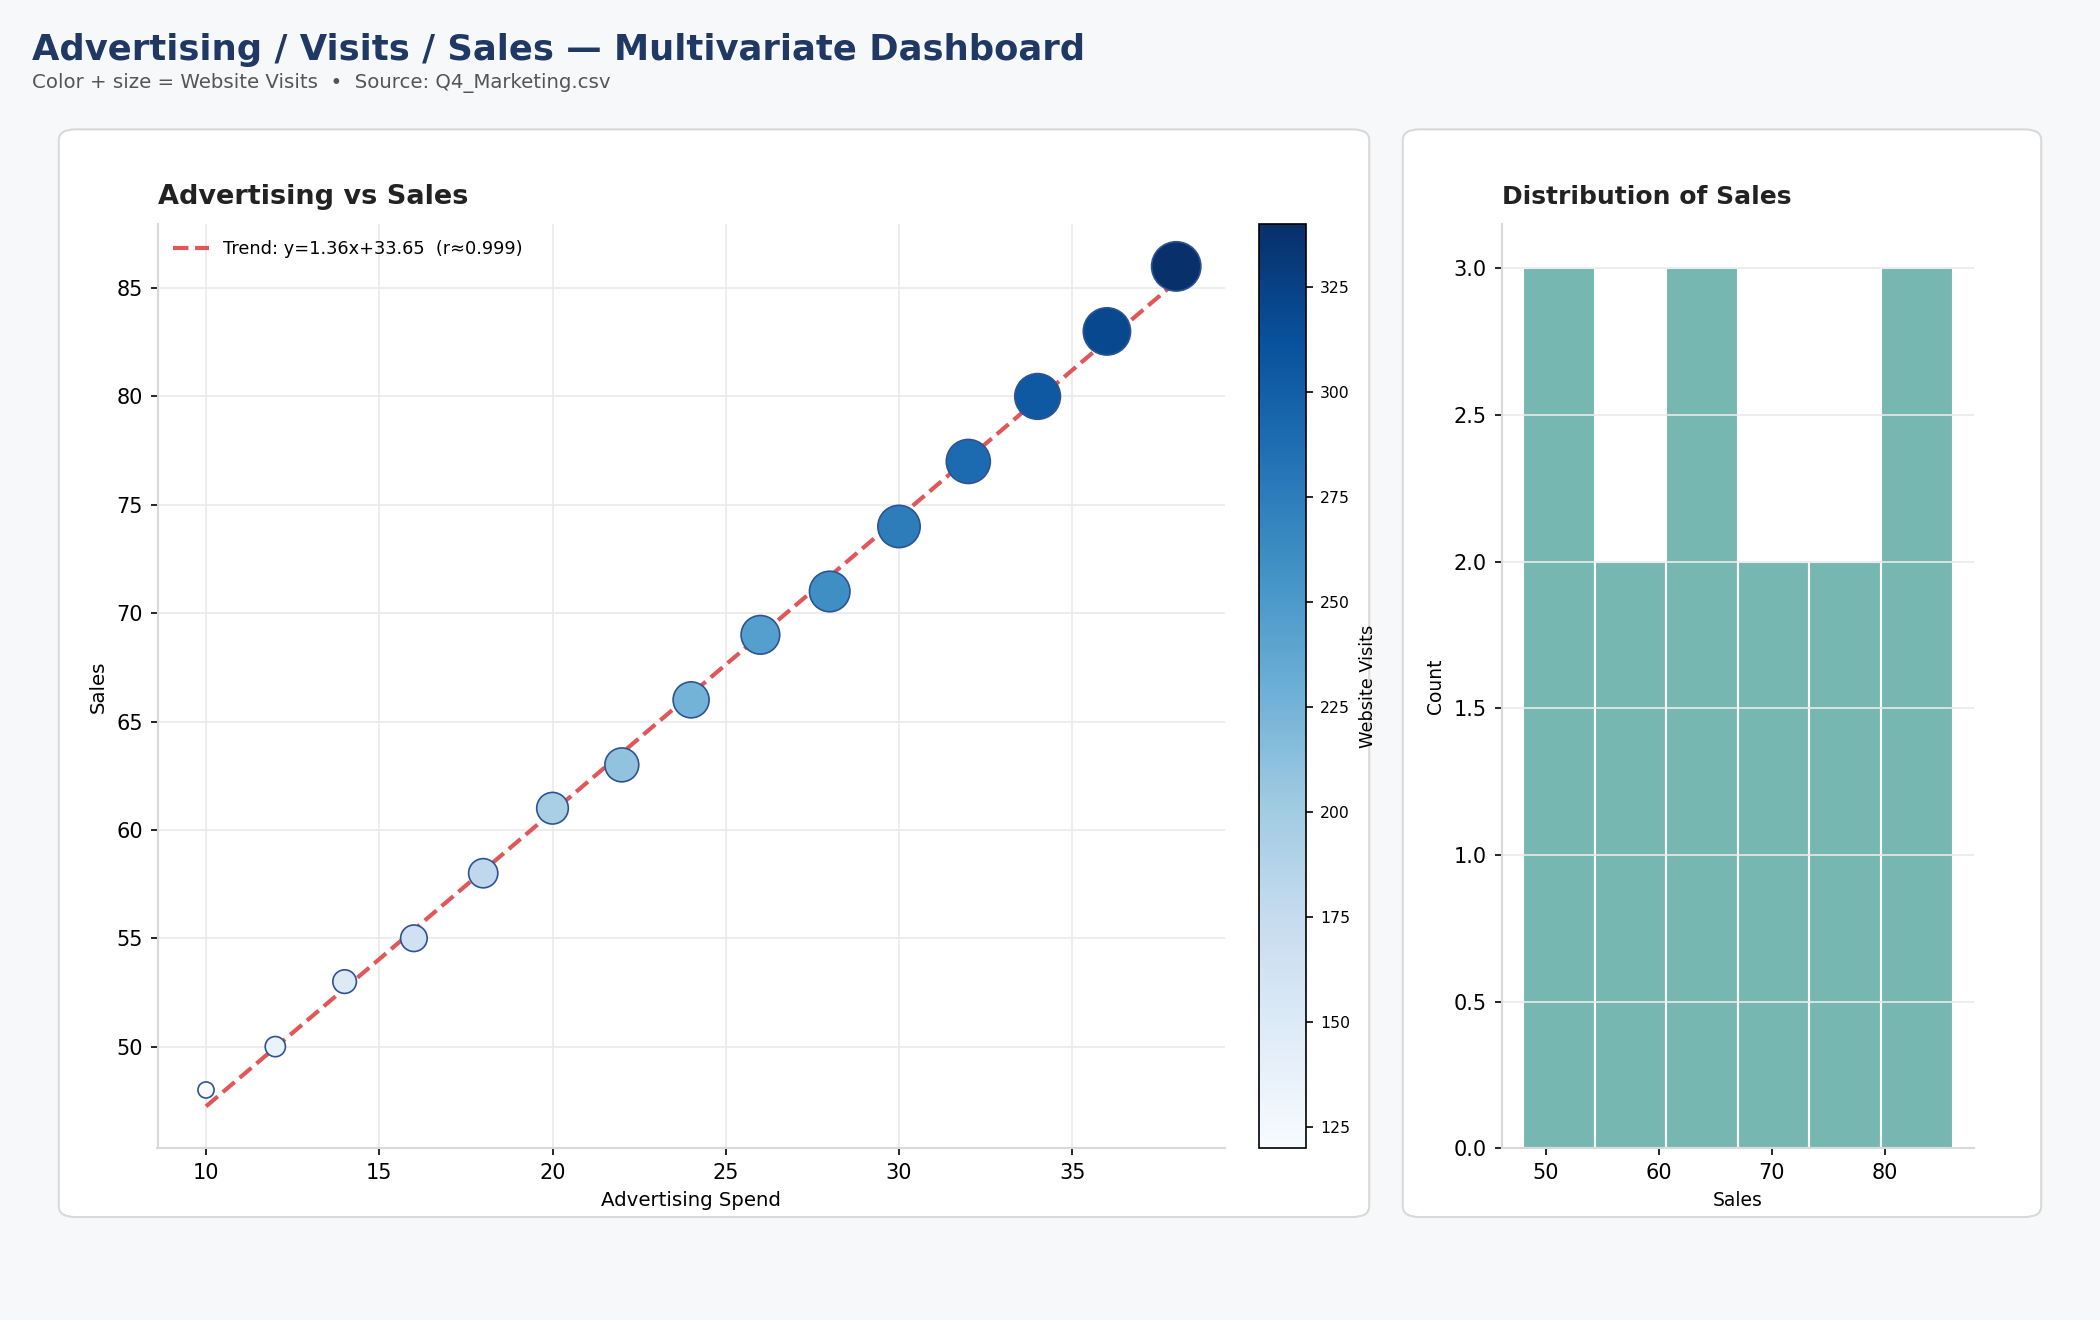 Advertising / Visits / Sales — Multivariate Dashboard
Color + size = Website Visits • Source: Q4_Marketing.csv
Advertising vs Sales
Trend: y=1.36x+33.65 (r≈0.999)
85
80
75
70
65
60
55
50
Sales
10 15 20 25 30 35
Advertising Spend
325
300
275
250
225
200
175
150
125
Website Visits
Distribution of Sales
3.0
2.5
2.0
1.5
1.0
0.5
0.0
Count
50 60 70 80
Sales